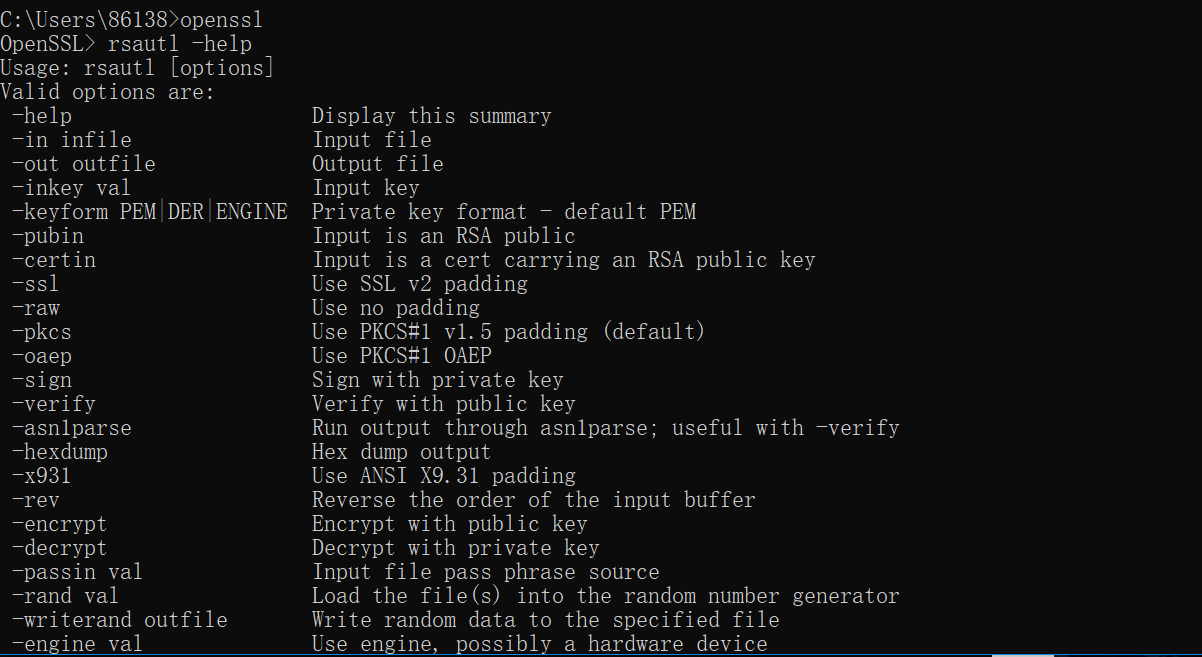 C:\Users\86138>openssl
OpenSSL> rsautl -help
Usage: rsautl [options]
Valid options are:
 -help                    Display this summary
 -in infile               Input file
 -out outfile             Output file
 -inkey val               Input key
 -keyform PEM|DER|ENGINE  Private key format - default PEM
 -pubin                   Input is an RSA public
 -certin                  Input is a cert carrying an RSA public key
 -ssl                     Use SSL v2 padding
 -raw                     Use no padding
 -pkcs                    Use PKCS#1 v1.5 padding (default)
 -oaep                    Use PKCS#1 OAEP
 -sign                    Sign with private key
 -verify                  Verify with public key
 -asn1parse               Run output through asn1parse; useful with -verify
 -hexdump                 Hex dump output
 -x931                    Use ANSI X9.31 padding
 -rev                     Reverse the order of the input buffer
 -encrypt                 Encrypt with public key
 -decrypt                 Decrypt with private key
 -passin val              Input file pass phrase source
 -rand val                Load the file(s) into the random number generator
 -writerand outfile       Write random data to the specified file
 -engine val              Use engine, possibly a hardware device